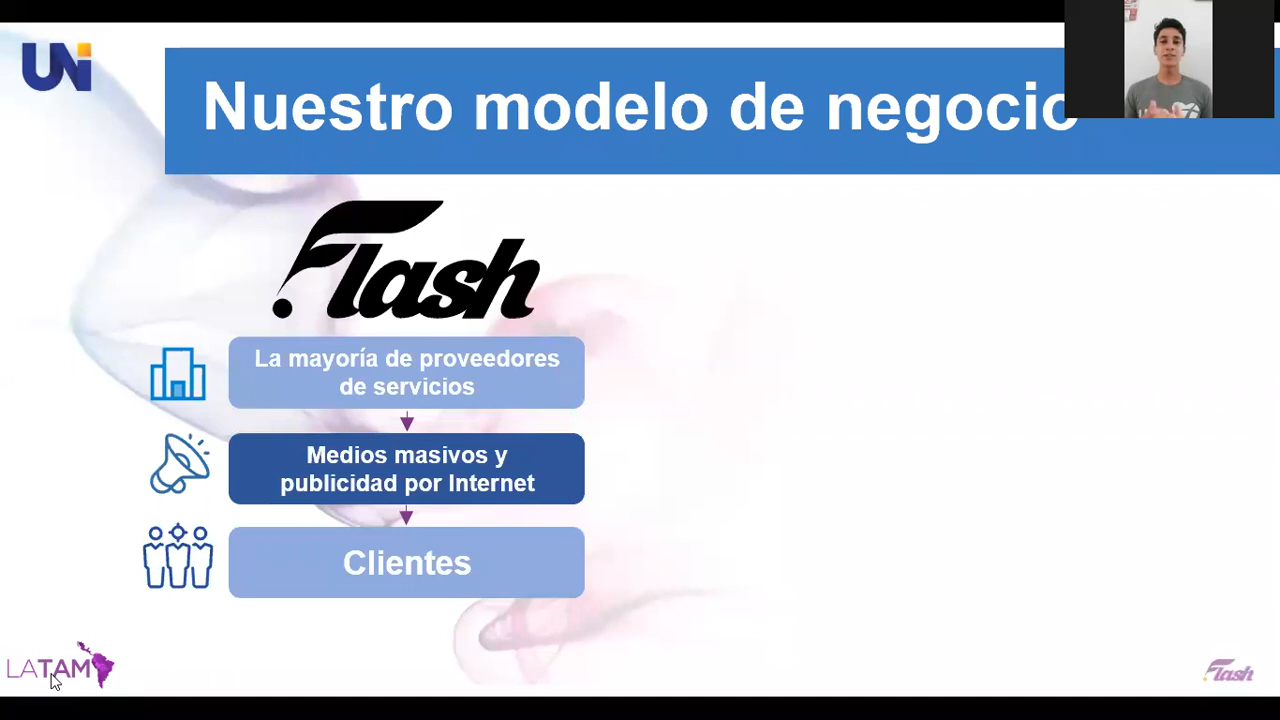 UNi
Nuestro modelo de negocio
Flash
La mayoría de proveedores
de servicios
Medios masivos y
publicidad por Internet
Clientes
LATAM
Flash